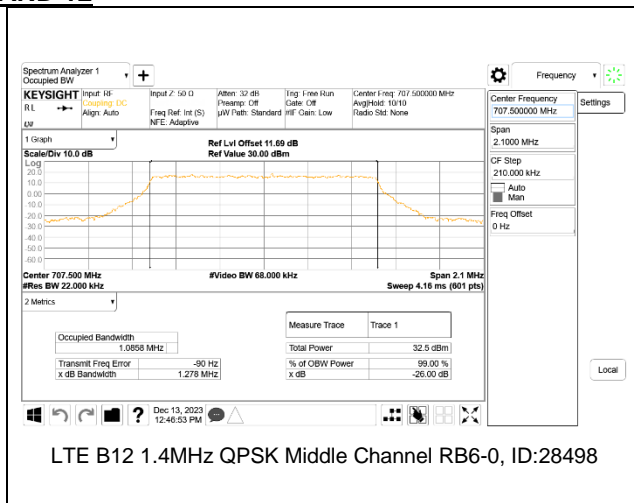 Spectrum Analyzer 1
Occupied BW
Frequency
KEYSIGHT
Input: RF
Coupling: DC
Align: Auto
Input Z: 50 Ω
Freq Ref: Int (S)
NFE: Adaptive
Atten: 32 dB
Preamp: Off
µW Path: Standard
Trig: Free Run
Gate: Off
#IF Gain: Low
Center Freq: 707.500000 MHz
Avg|Hold: 10/10
Radio Std: None
RL
Center Frequency
707.500000 MHz
Settings
Span
2.1000 MHz
CF Step
210.000 kHz
Auto
Man
Freq Offset
0 Hz
Local
1 Graph
Scale/Div 10.0 dB
Ref Lvl Offset 11.69 dB
Ref Value 30.00 dBm
Log
20.0
10.0
0.00
-10.0
-20.0
-30.0
-40.0
-50.0
-60.0
Center 707.500 MHz
#Video BW 68.000 kHz
Span 2.1 MHz
#Res BW 22.000 kHz
Sweep 4.16 ms (601 pts)
2 Metrics
Measure Trace
Trace 1
Occupied Bandwidth
1.0858 MHz
Total Power
32.5 dBm
Transmit Freq Error
-90 Hz
% of OBW Power
99.00 %
x dB Bandwidth
1.278 MHz
x dB
-26.00 dB
Dec 13, 2023
12:46:53 PM
LTE B12 1.4MHz QPSK Middle Channel RB6-0, ID:28498